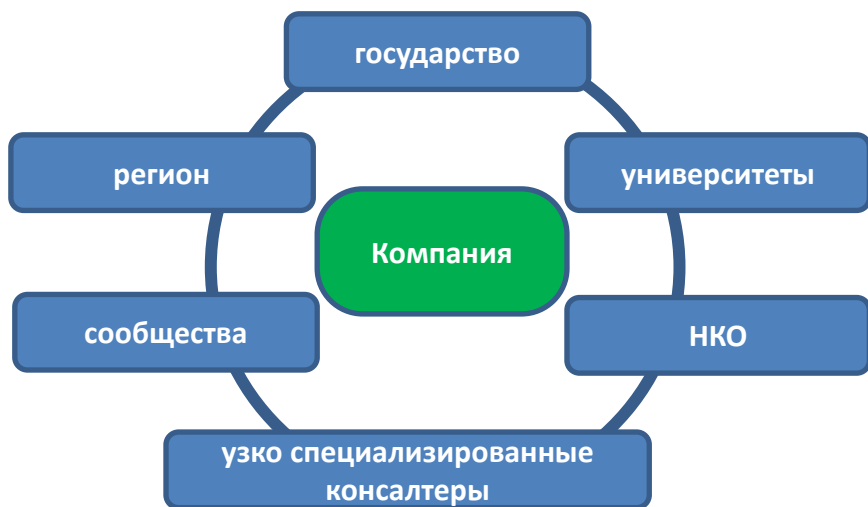 государство
регион
университеты
Компания
сообщества
НКО
узко специализированные
консалтеры